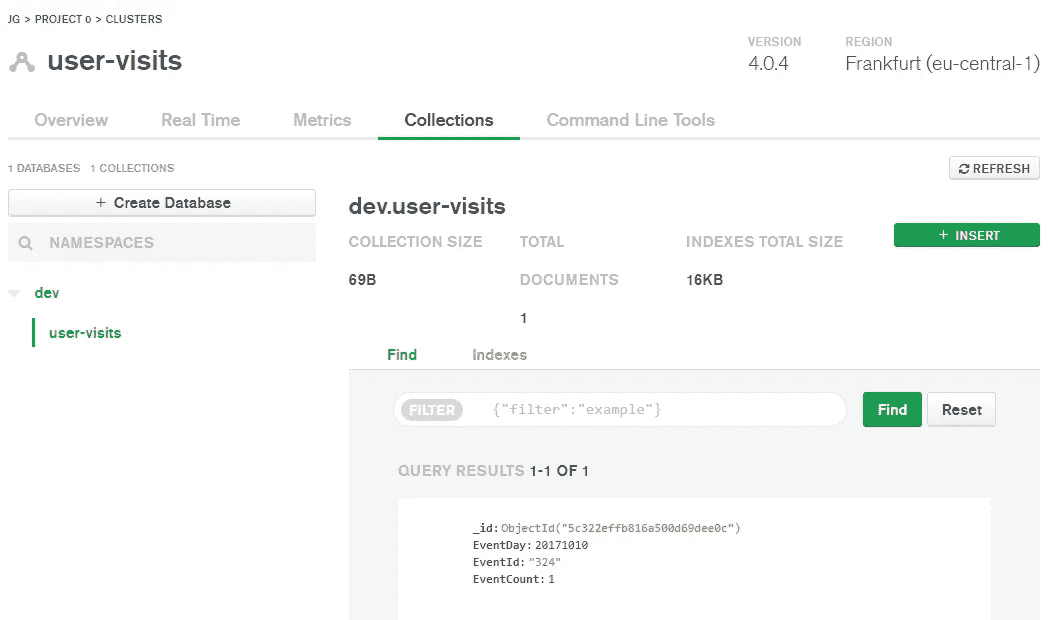 JG > PROJECT 0 > CLUSTERS
user-visits
VERSION
4.0.4
REGION
Frankfurt (eu-central-1)
Overview Real Time Metrics Collections Command Line Tools
1 DATABASES 1 COLLECTIONS
REFRESH
+ Create Database
NAMESPACES
dev
user-visits
dev.user-visits
COLLECTION SIZE
69B
TOTAL
DOCUMENTS
1
INDEXES TOTAL SIZE
16KB
+ INSERT
Find Indexes
FILTER {"filter":"example"}
Find
Reset
QUERY RESULTS 1-1 OF 1
_id: ObjectId("5c322effb816a500d69dee0c")
EventDay: 20171010
EventId: "324"
EventCount: 1